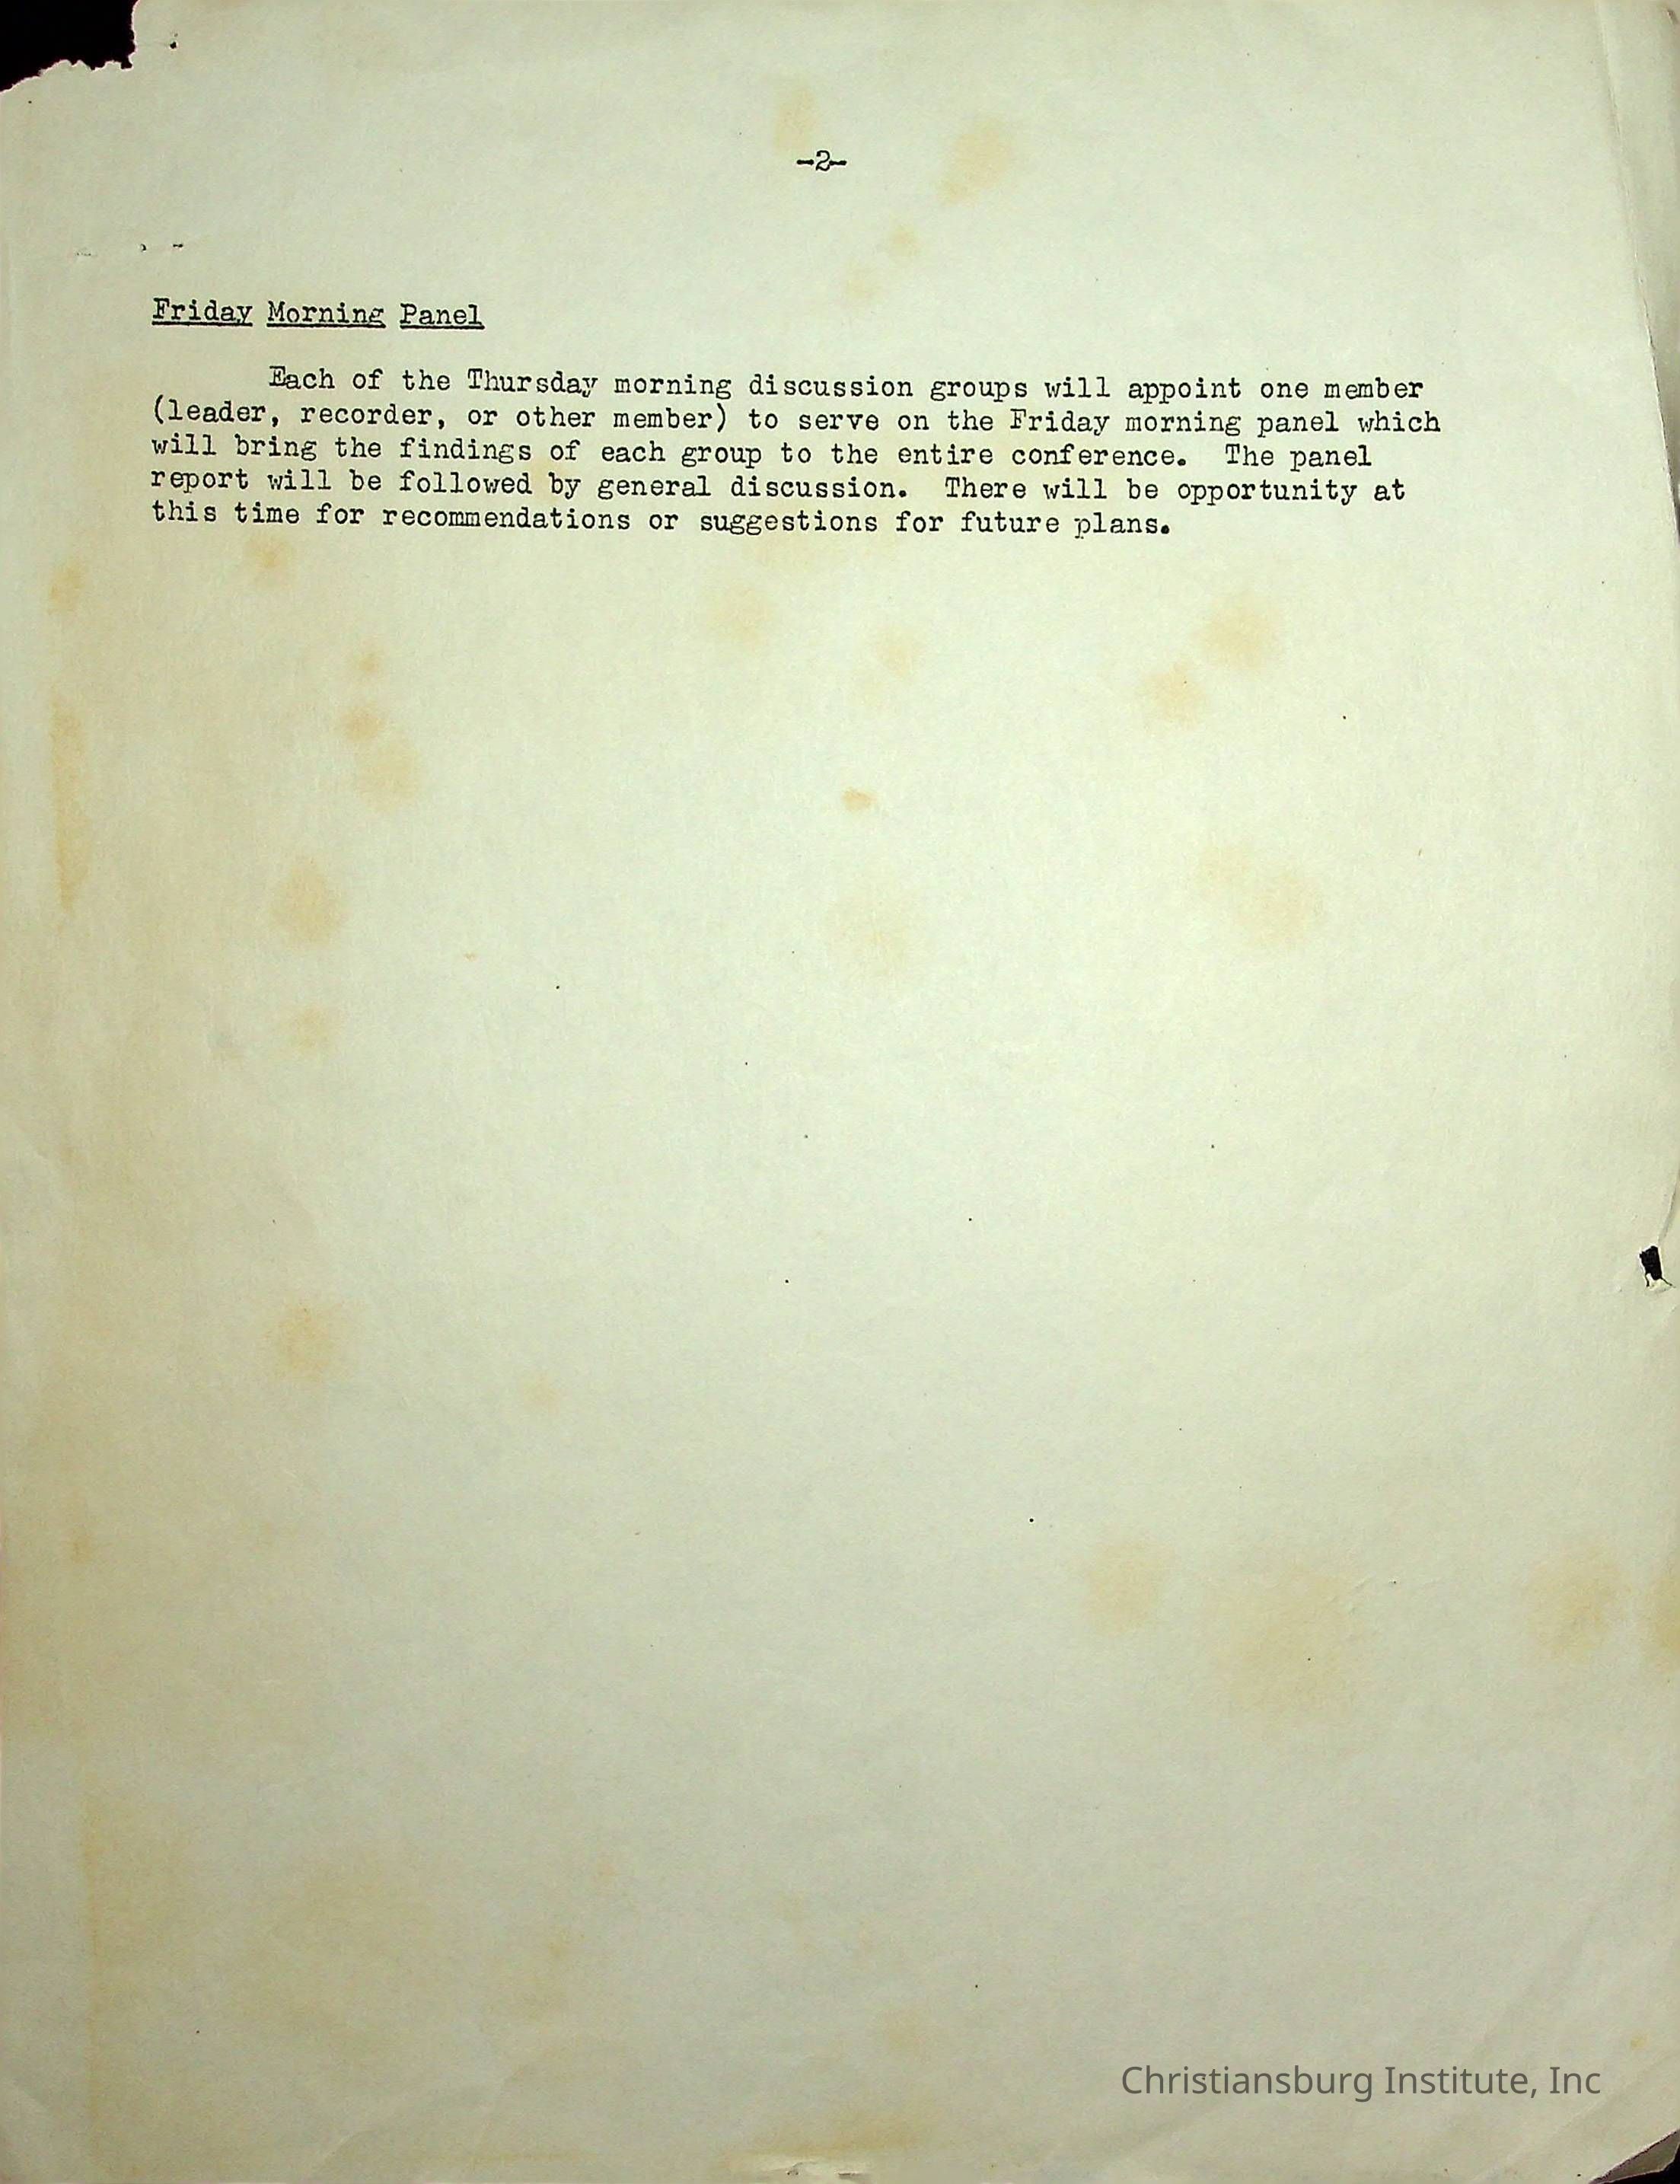 -2-
Friday Morning Panel
Each of the Thursday morning discussion groups will appoint one member
(leader, recorder, or other member) to serve on the Friday morning panel which
will bring the findings of each group to the entire conference.  The panel
report will be followed by general discussion.  There will be opportunity at
this time for recommendations or suggestions for future plans.
Christiansburg Institute, Inc